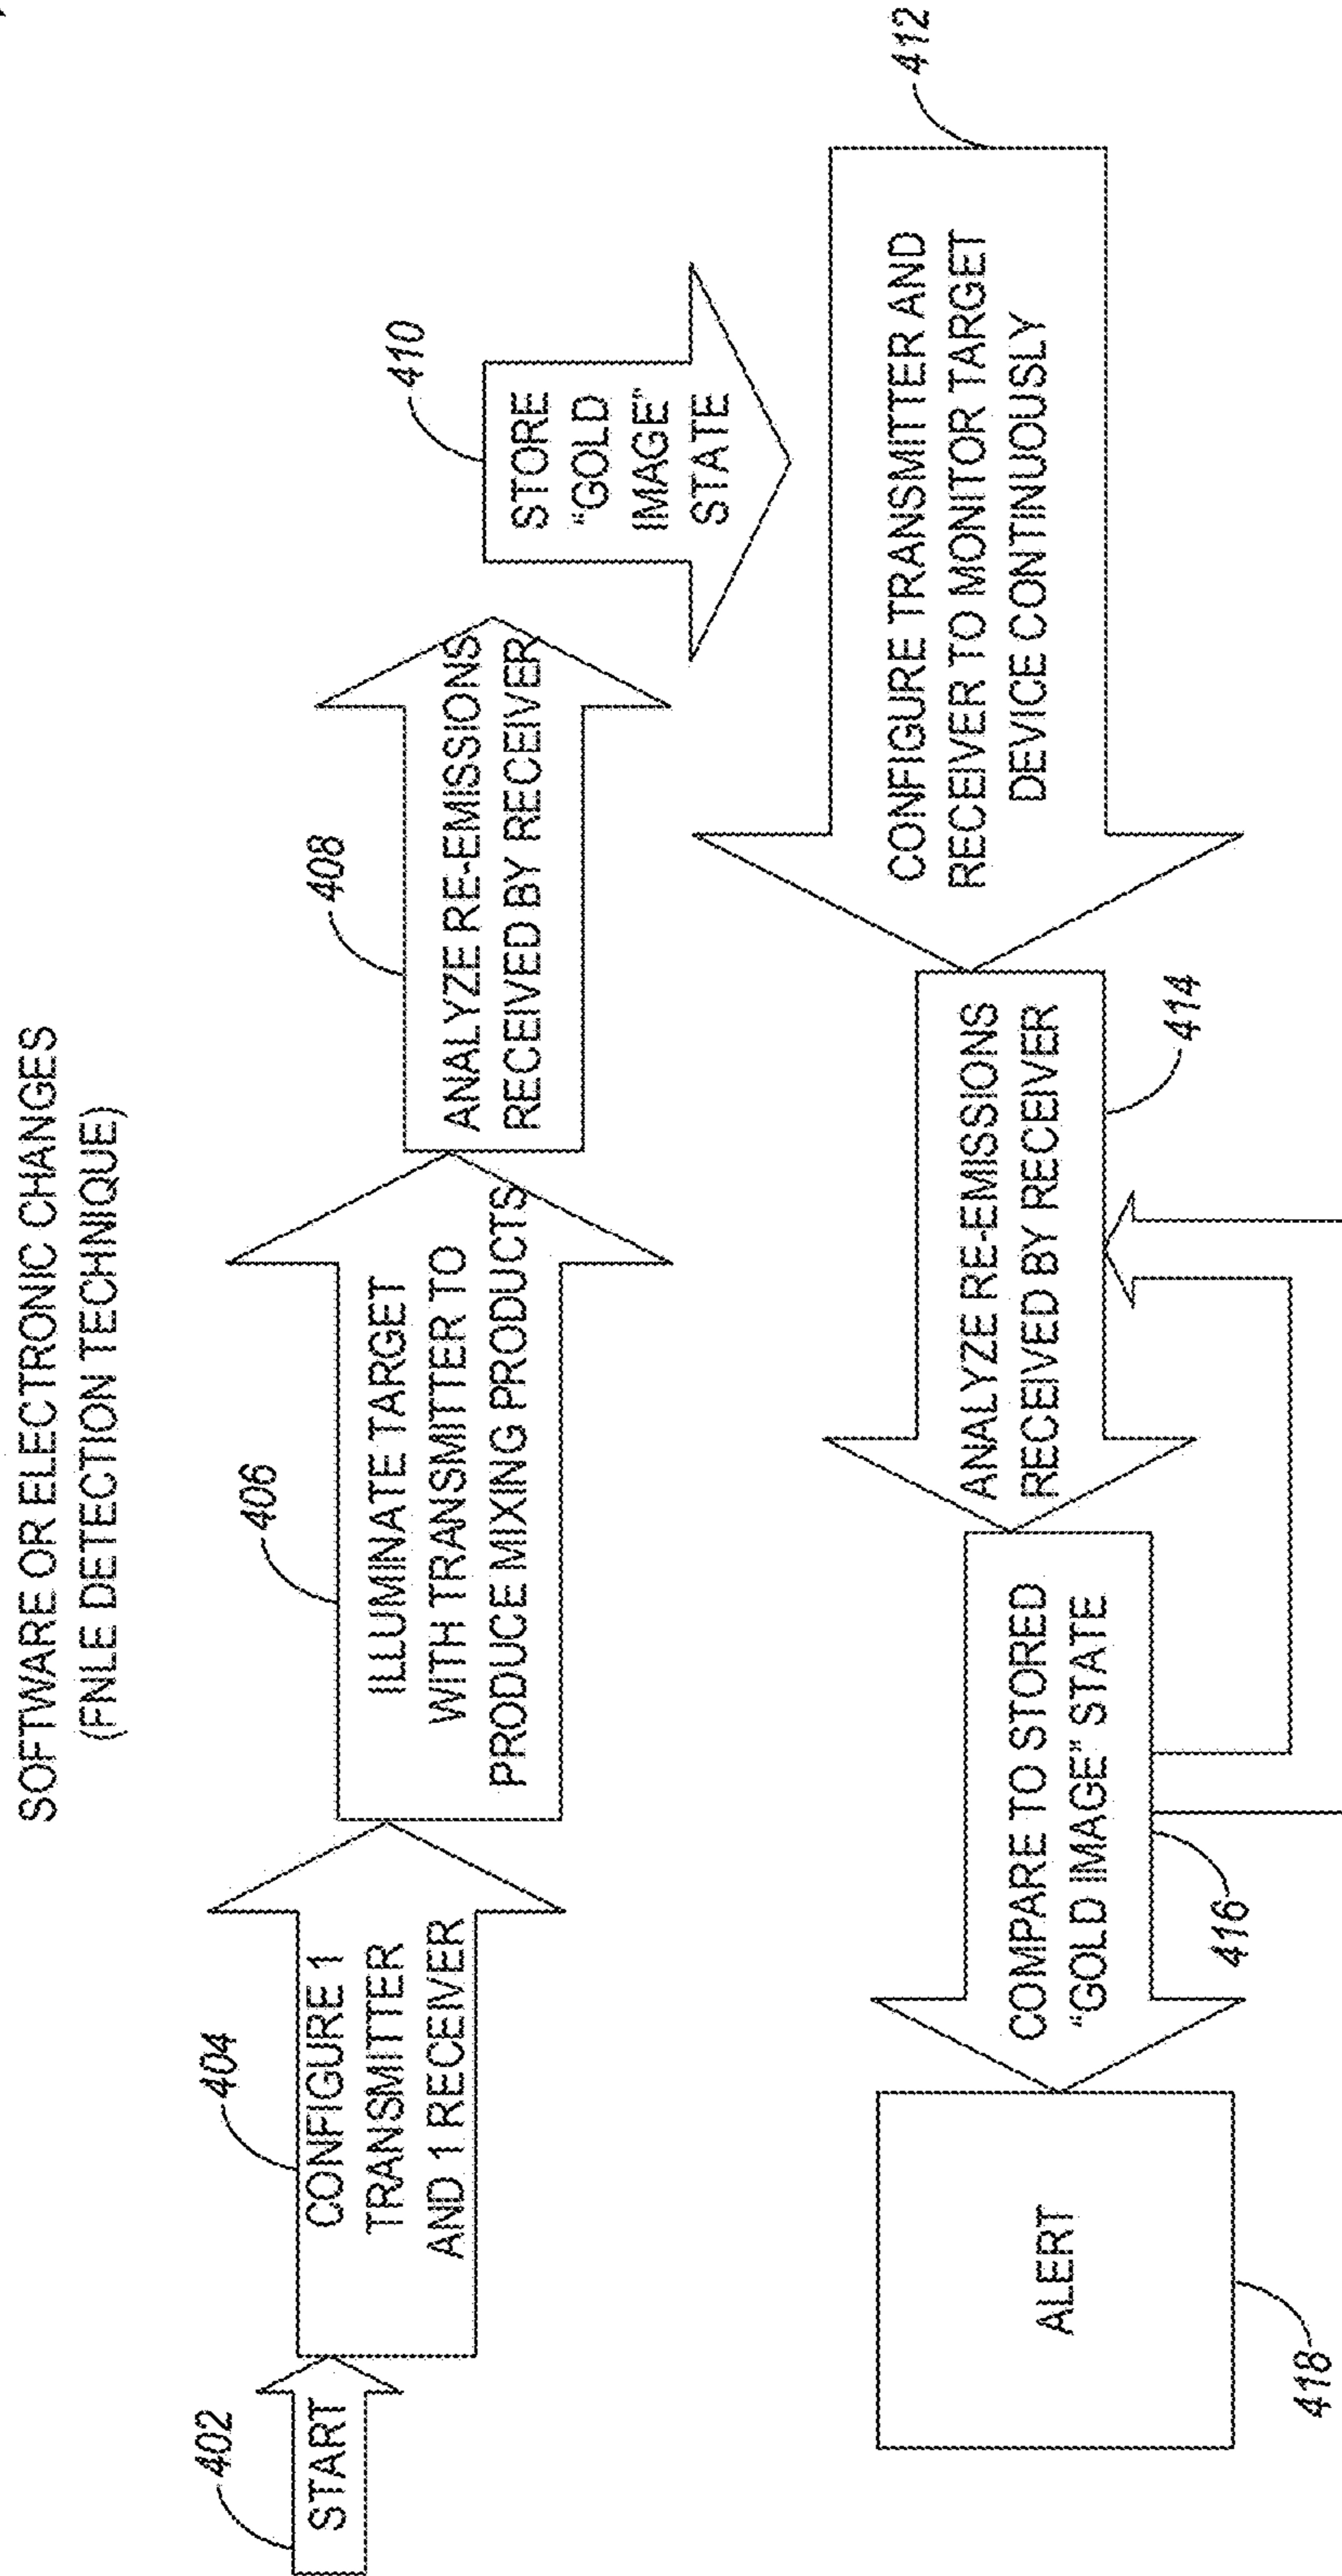 SOFTWARE OR ELECTRONIC CHANGES
(FNLE DETECTION TECHNIQUE)
402
START
404
CONFIGURE 1
TRANSMITTER
AND 1 RECEIVER
406
ILLUMINATE TARGET
WITH TRANSMITTER TO
PRODUCE MIXING PRODUCTS
408
ANALYZE RE-EMISSIONS
RECEIVED BY RECEIVER
410
STORE
"GOLD
IMAGE"
STATE
412
CONFIGURE TRANSMITTER AND
RECEIVER TO MONITOR TARGET
DEVICE CONTINUOUSLY
414
ANALYZE RE-EMISSIONS
RECEIVED BY RECEIVER
416
COMPARE TO STORED
"GOLD IMAGE" STATE
418
ALERT